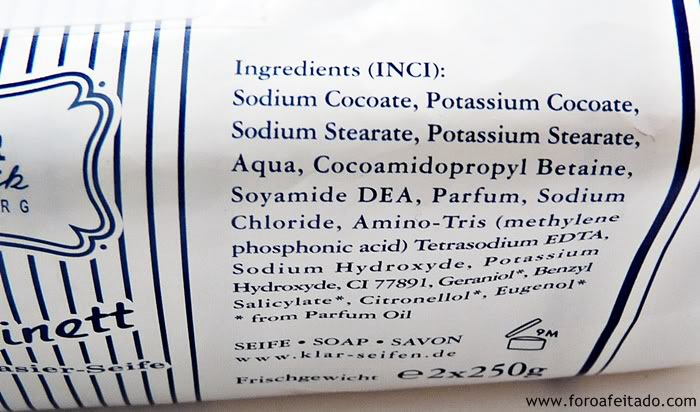 Ingredients (INCI):
Sodium Cocoate, Potassium Cocoate,
Sodium Stearate, Potassium Stearate,
Aqua, Cocoamidopropyl Betaine,
Soyamide DEA, Parfum, Sodium
Chloride, Amino-Tris (methylene
phosphonic acid) Tetrasodium EDTA,
Sodium Hydroxyde, Potassium
Hydroxyde, CI 77891, Geraniol*, Benzyl
Salicylate*, Citronellol*, Eugenol*
* from Parfum Oil
SEIFE • SOAP • SAVON
www.klar-seifen.de
Frischgewicht ℮2x250g
RG
inett
asier-Seife
www.foroafeitado.com